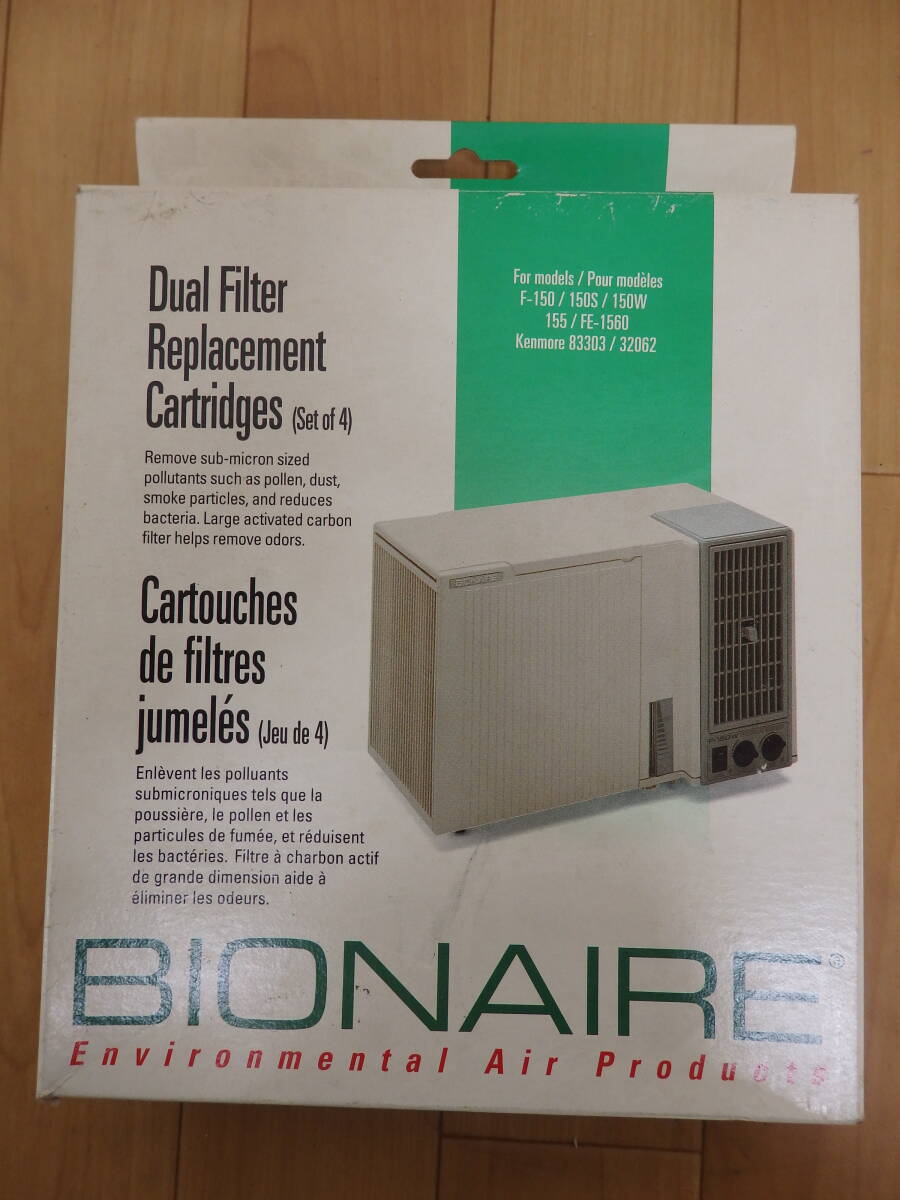 Dual Filter
Replacement
Cartridges (Set of 4)
Remove sub-micron sized
pollutants such as pollen, dust,
smoke particles, and reduces
bacteria. Large activated carbon
filter helps remove odors.
For models / Pour modèles
F-150 / 150S / 150W
155 / FE-1560
Kenmore 83303 / 32062
Cartouches
de filtres
jumelés (Jeu de 4)
Enlèvent les polluants
submicroniques tels que la
poussière, le pollen et les
particules de fumée, et réduisent
les bactéries. Filtre à charbon actif
de grande dimension aide à
éliminer les odeurs.
BIONAIRE
F-150W
BIONAIRE®
Environmental Air Products